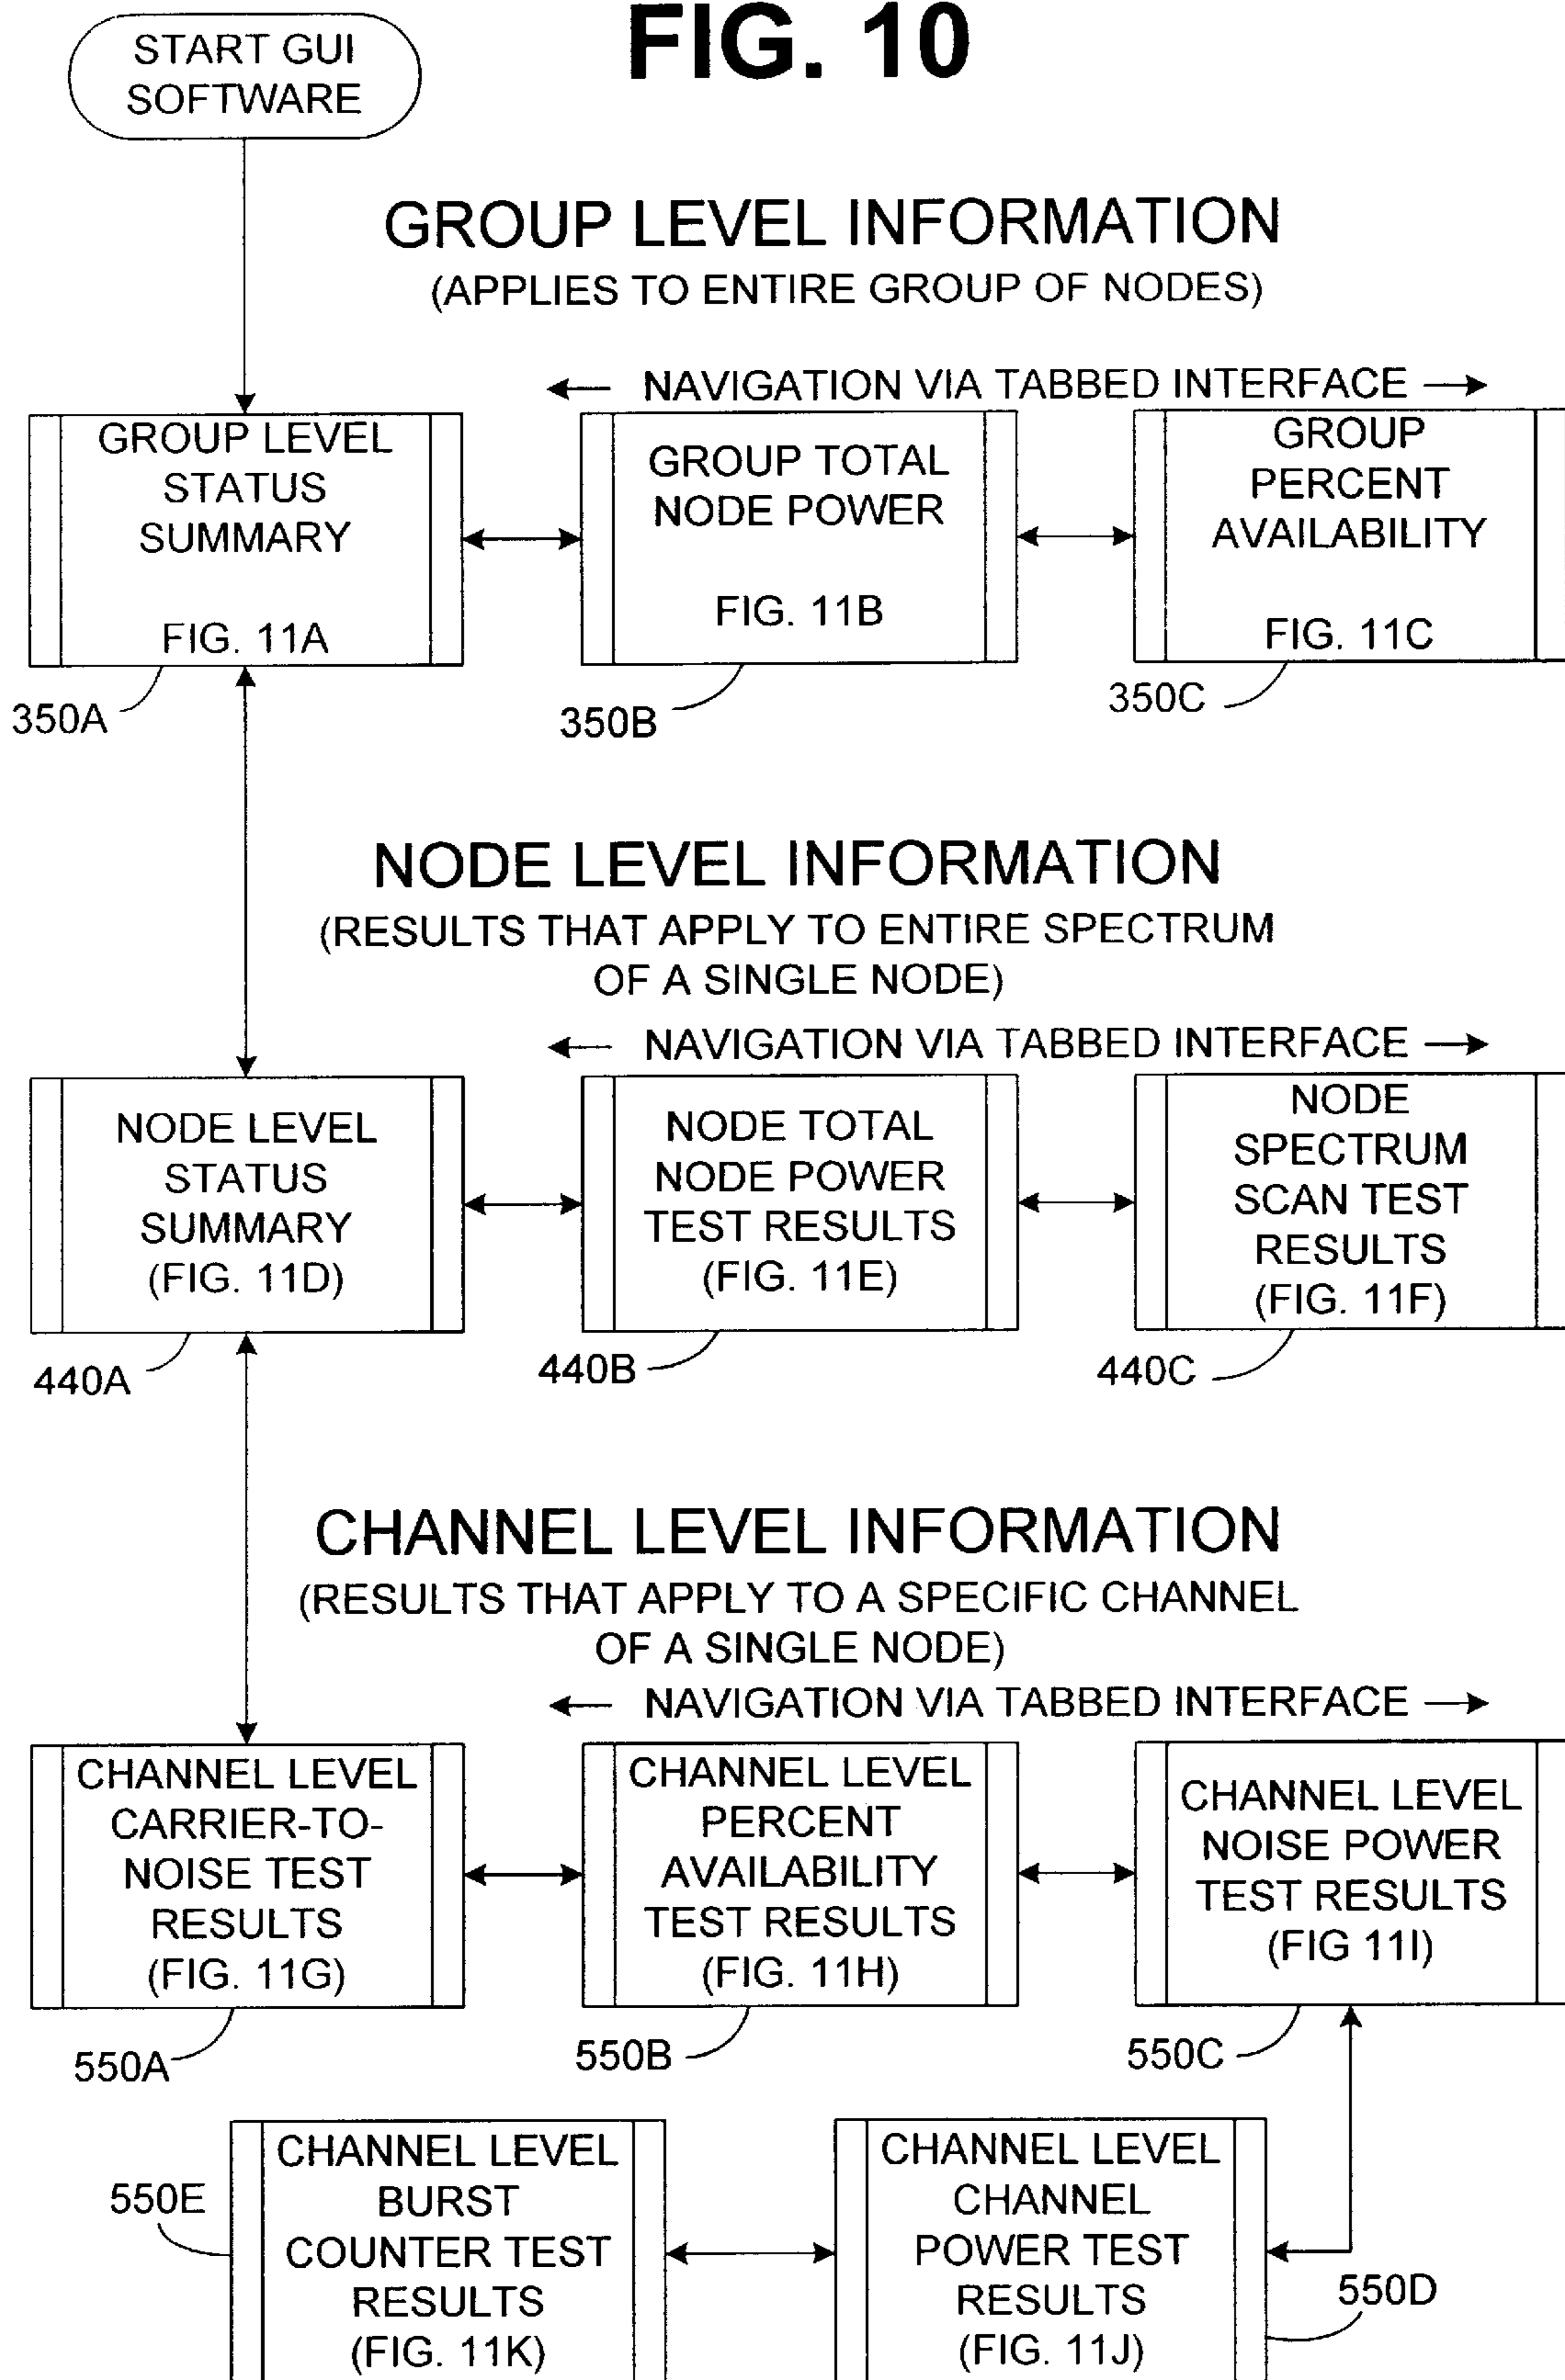 FIG. 10
START GUI
SOFTWARE
GROUP LEVEL INFORMATION
(APPLIES TO ENTIRE GROUP OF NODES)
NAVIGATION VIA TABBED INTERFACE
GROUP LEVEL
STATUS
SUMMARY
FIG. 11A
350A
GROUP TOTAL
NODE POWER
FIG. 11B
350B
GROUP
PERCENT
AVAILABILITY
FIG. 11C
350C
NODE LEVEL INFORMATION
(RESULTS THAT APPLY TO ENTIRE SPECTRUM
OF A SINGLE NODE)
NAVIGATION VIA TABBED INTERFACE
NODE LEVEL
STATUS
SUMMARY
(FIG. 11D)
440A
NODE TOTAL
NODE POWER
TEST RESULTS
(FIG. 11E)
440B
NODE
SPECTRUM
SCAN TEST
RESULTS
(FIG. 11F)
440C
CHANNEL LEVEL INFORMATION
(RESULTS THAT APPLY TO A SPECIFIC CHANNEL
OF A SINGLE NODE)
NAVIGATION VIA TABBED INTERFACE
CHANNEL LEVEL
CARRIER-TO-
NOISE TEST
RESULTS
(FIG. 11G)
550A
CHANNEL LEVEL
PERCENT
AVAILABILITY
TEST RESULTS
(FIG. 11H)
550B
CHANNEL LEVEL
NOISE POWER
TEST RESULTS
(FIG 11I)
550C
550E
CHANNEL LEVEL
BURST
COUNTER TEST
RESULTS
(FIG. 11K)
CHANNEL LEVEL
CHANNEL
POWER TEST
RESULTS
(FIG. 11J)
550D